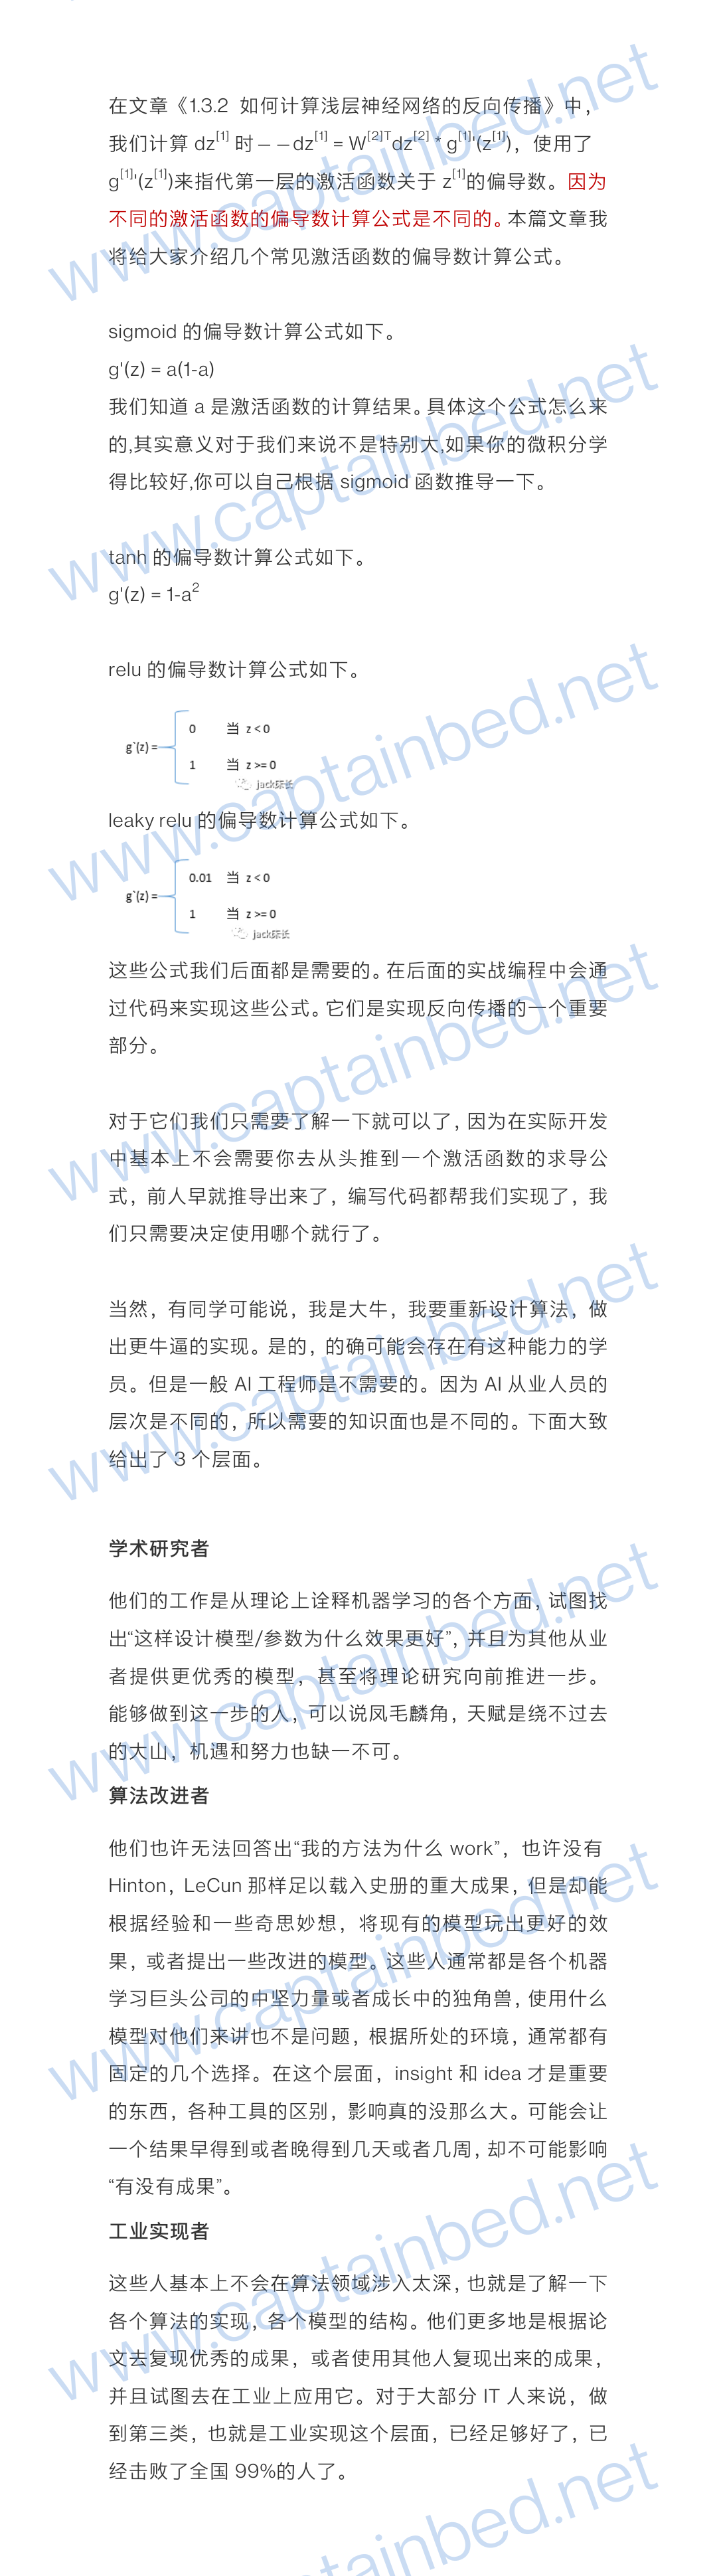 在文章《1.3.2 如何计算浅层神经网络的反向传播》中，
我们计算 dz[1] 时－－dz[1] = W[2]Tdz[2] * g[1]'(z[1])，使用了
g[1]'(z[1])来指代第一层的激活函数关于 z[1]的偏导数。因为
不同的激活函数的偏导数计算公式是不同的。本篇文章我
将给大家介绍几个常见激活函数的偏导数计算公式。
sigmoid 的偏导数计算公式如下。
g'(z) = a(1-a)
我们知道 a 是激活函数的计算结果。具体这个公式怎么来
的,其实意义对于我们来说不是特别大,如果你的微积分学
得比较好,你可以自己根据 sigmoid 函数推导一下。
tanh 的偏导数计算公式如下。
g'(z) = 1-a2
relu 的偏导数计算公式如下。
0 当 z < 0
g`(z) =
1 当 z >= 0
jack床长
leaky relu 的偏导数计算公式如下。
0.01 当 z < 0
g`(z) =
1 当 z >= 0
jack床长
这些公式我们后面都是需要的。在后面的实战编程中会通
过代码来实现这些公式。它们是实现反向传播的一个重要
部分。
对于它们我们只需要了解一下就可以了，因为在实际开发
中基本上不会需要你去从头推到一个激活函数的求导公
式，前人早就推导出来了，编写代码都帮我们实现了，我
们只需要决定使用哪个就行了。
当然，有同学可能说，我是大牛，我要重新设计算法，做
出更牛逼的实现。是的，的确可能会存在有这种能力的学
员。但是一般 AI 工程师是不需要的。因为 AI 从业人员的
层次是不同的，所以需要的知识面也是不同的。下面大致
给出了 3 个层面。
学术研究者
他们的工作是从理论上诠释机器学习的各个方面，试图找
出“这样设计模型/参数为什么效果更好”，并且为其他从业
者提供更优秀的模型，甚至将理论研究向前推进一步。
能够做到这一步的人，可以说凤毛麟角，天赋是绕不过去
的大山，机遇和努力也缺一不可。
算法改进者
他们也许无法回答出“我的方法为什么 work”，也许没有
Hinton，LeCun 那样足以载入史册的重大成果，但是却能
根据经验和一些奇思妙想，将现有的模型玩出更好的效
果，或者提出一些改进的模型。这些人通常都是各个机器
学习巨头公司的中坚力量或者成长中的独角兽，使用什么
模型对他们来讲也不是问题，根据所处的环境，通常都有
固定的几个选择。在这个层面，insight 和 idea 才是重要
的东西，各种工具的区别，影响真的没那么大。可能会让
一个结果早得到或者晚得到几天或者几周，却不可能影响
“有没有成果”。
工业实现者
这些人基本上不会在算法领域涉入太深，也就是了解一下
各个算法的实现，各个模型的结构。他们更多地是根据论
文去复现优秀的成果，或者使用其他人复现出来的成果，
并且试图去在工业上应用它。对于大部分 IT 人来说，做
到第三类，也就是工业实现这个层面，已经足够好了，已
经击败了全国 99%的人了。
www.captainbed.net
www.captainbed.net
www.captainbed.net
www.captainbed.net
www.captainbed.net
www.captainbed.net
www.captainbed.net
www.captainbed.net
tainbed.net